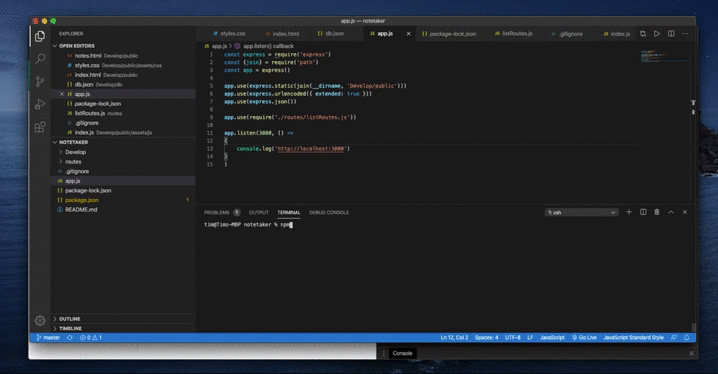 app.js — notetaker
EXPLORER
OPEN EDITORS
notes.html Develop/public
styles.css Develop/public/assets/css
index.html Develop/public
db.json Develop/db
app.js
package-lock.json
listRoutes.js routes
.gitignore
index.js Develop/public/assets/js
NOTETAKER
Develop
routes
.gitignore
app.js
package-lock.json
package.json 1
README.md
OUTLINE
TIMELINE
styles.css index.html db.json app.js package-lock.json listRoutes.js .gitignore index.js
app.js > app.listen() callback
1 const express = require('express')
2 const {join} = require('path')
3 const app = express()
4
5 app.use(express.static(join(__dirname, 'Develop/public')))
6 app.use(express.urlencoded({ extended: true }))
7 app.use(express.json())
8
9 app.use(require('./routes/listRoutes.js'))
10
11 app.listen(3000, () =>
12 {
13 console.log('http://localhost:3000')
14 }
15 )
PROBLEMS 1 OUTPUT TERMINAL DEBUG CONSOLE 1: zsh
tim@Tims-MBP notetaker % npm
master 0 1 Ln 12, Col 2 Spaces: 4 UTF-8 LF JavaScript Go Live JavaScript Standard Style
Console